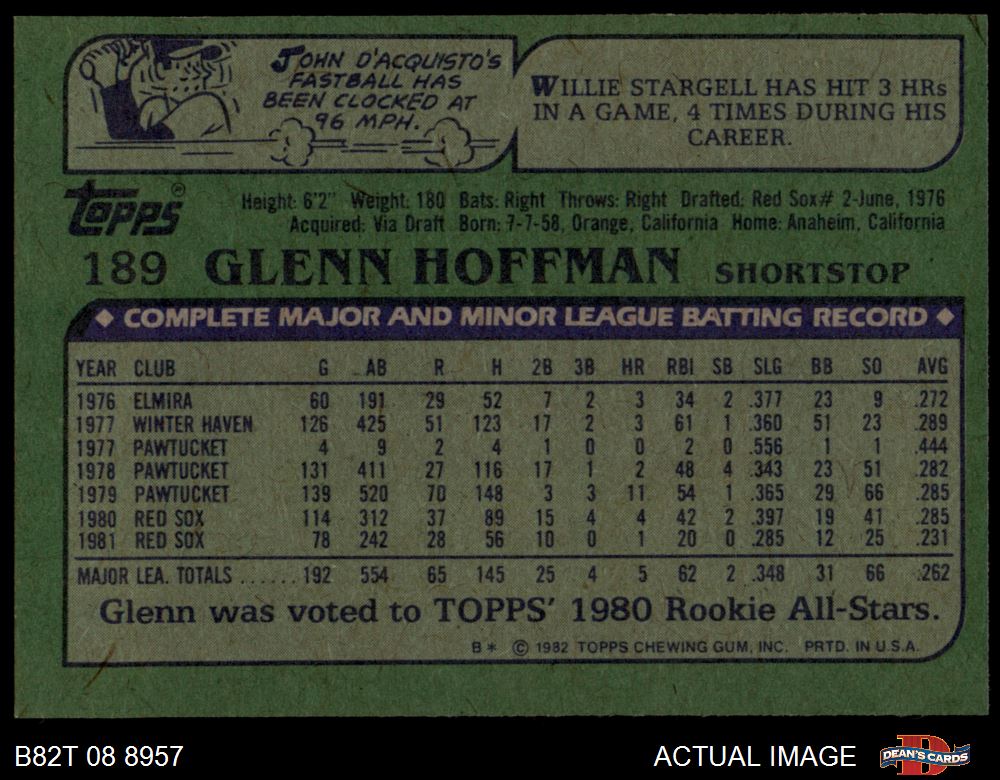 JOHN D'ACQUISTO'S
FASTBALL HAS
BEEN CLOCKED AT
96 MPH.
WILLIE STARGELL HAS HIT 3 HRs
IN A GAME, 4 TIMES DURING HIS
CAREER.
Topps®
Height: 6'2" Weight: 180 Bats: Right Throws: Right Drafted: Red Sox# 2-June, 1976
Acquired: Via Draft Born: 7-7-58, Orange, California Home: Anaheim, California
189 GLENN HOFFMAN SHORTSTOP
◆ COMPLETE MAJOR AND MINOR LEAGUE BATTING RECORD ◆
YEAR CLUB G AB R H 2B 3B HR RBI SB SLG BB SO AVG
1976 ELMIRA 60 191 29 52 7 2 3 34 2 .377 23 9 .272
1977 WINTER HAVEN 126 425 51 123 17 2 3 61 1 .360 51 23 .289
1977 PAWTUCKET 4 9 2 4 1 0 0 2 0 .556 1 1 .444
1978 PAWTUCKET 131 411 27 116 17 1 2 48 4 .343 23 51 .282
1979 PAWTUCKET 139 520 70 148 3 3 11 54 1 .365 29 66 .285
1980 RED SOX 114 312 37 89 15 4 4 42 2 .397 19 41 .285
1981 RED SOX 78 242 28 56 10 0 1 20 0 .285 12 25 .231
MAJOR LEA. TOTALS ...... 192 554 65 145 25 4 5 62 2 .348 31 66 .262
Glenn was voted to TOPPS' 1980 Rookie All-Stars.
B* © 1982 TOPPS CHEWING GUM, INC. PRTD. IN U.S.A.
B82T 08 8957 ACTUAL IMAGE DEAN'S CARDS